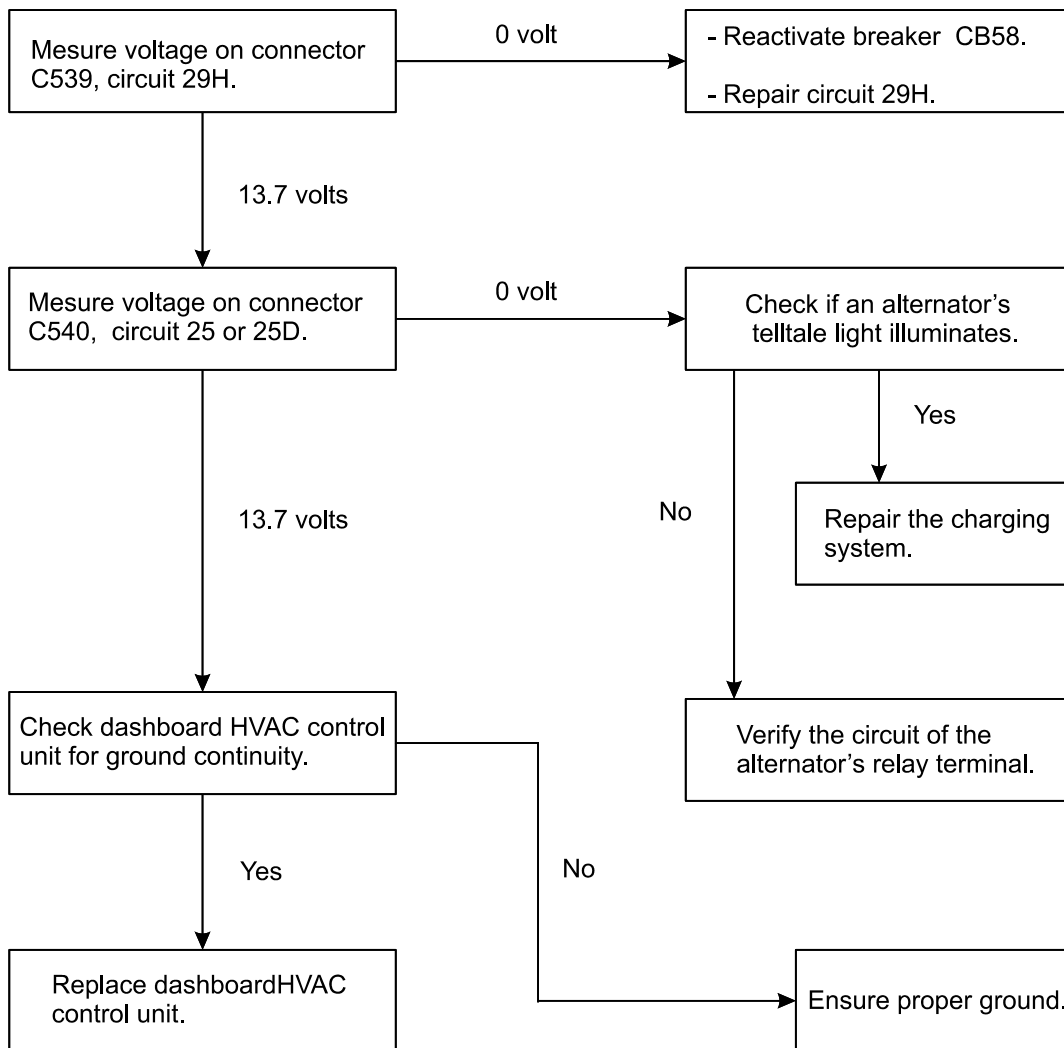 Mesure voltage on connector
C539, circuit 29H.
0 volt
- Reactivate breaker CB58.
- Repair circuit 29H.
13.7 volts
Mesure voltage on connector
C540, circuit 25 or 25D.
0 volt
Check if an alternator’s
telltale light illuminates.
Yes
No
Repair the charging
system.
13.7 volts
Check dashboard HVAC control
unit for ground continuity.
Verify the circuit of the
alternator’s relay terminal.
Yes
No
Replace dashboardHVAC
control unit.
Ensure proper ground.